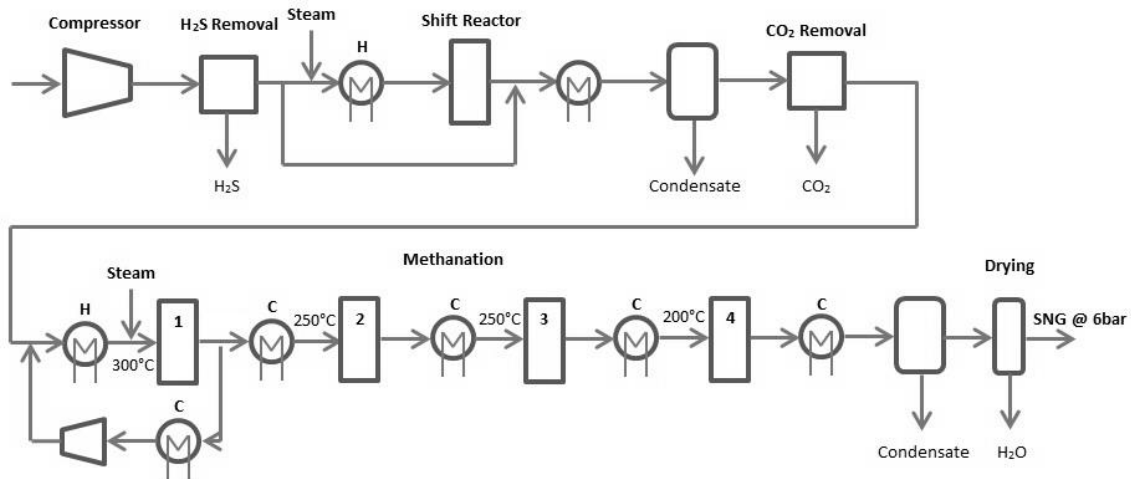 Compressor
H₂S Removal
Steam
H
Shift Reactor
CO₂ Removal
H₂S
Condensate
CO₂
Methanation
Steam
H
300°C
1
C
250°C
2
C
250°C
3
C
200°C
4
C
Drying
SNG @ 6bar
C
Condensate
H₂O